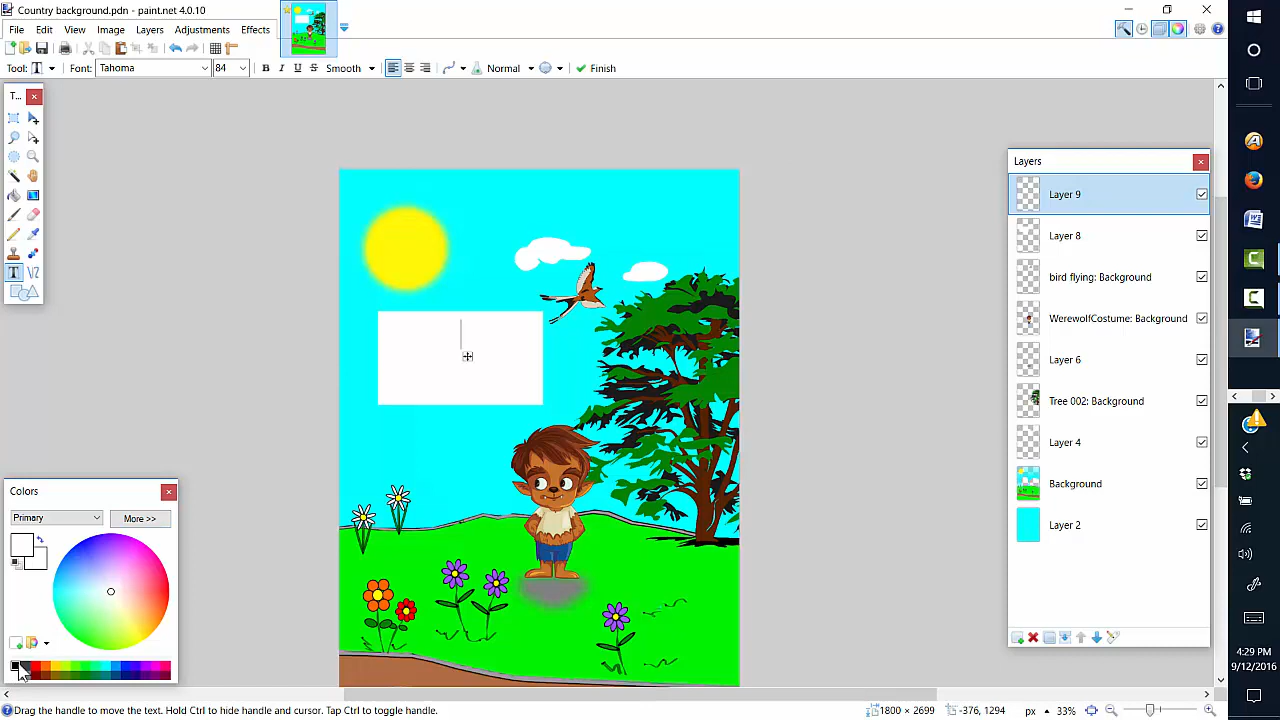 Country background.pdn - paint.net 4.0.10
File Edit View Image Layers Adjustments Effects
Tool: T Font: Tahoma 84 B I U S Smooth Normal Finish
T...
Layers
Layer 9
Layer 8
bird flying: Background
WerewolfCostume: Background
Layer 6
Tree 002: Background
Layer 4
Background
Layer 2
Colors
Primary More >>
4:29 PM
9/12/2016
Drag the handle to move the text. Hold Ctrl to hide handle and cursor. Tap Ctrl to toggle handle. 1800 x 2699 -376, 1294 px 33%